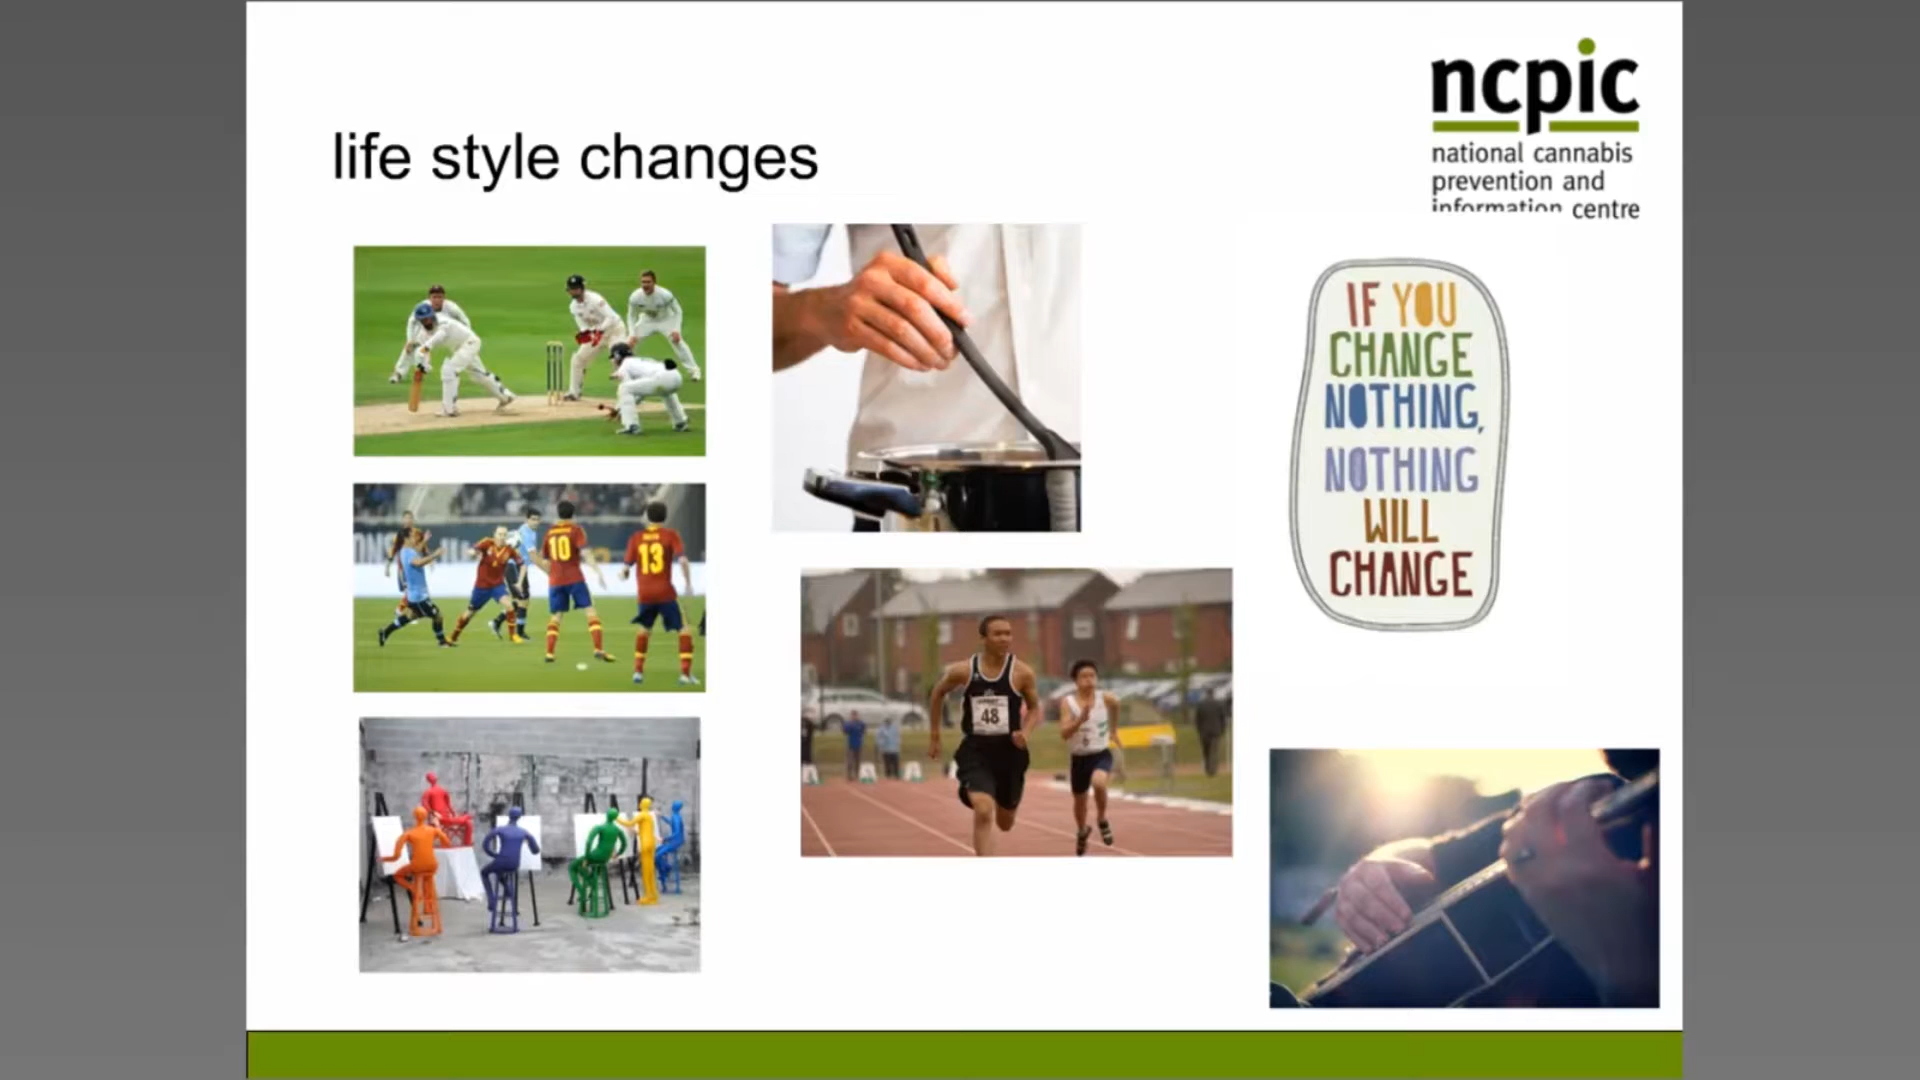 ncpic
national cannabis
prevention and
information centre
life style changes
IF YOU
CHANGE
NOTHING,
NOTHING
WILL
CHANGE
10
13
48